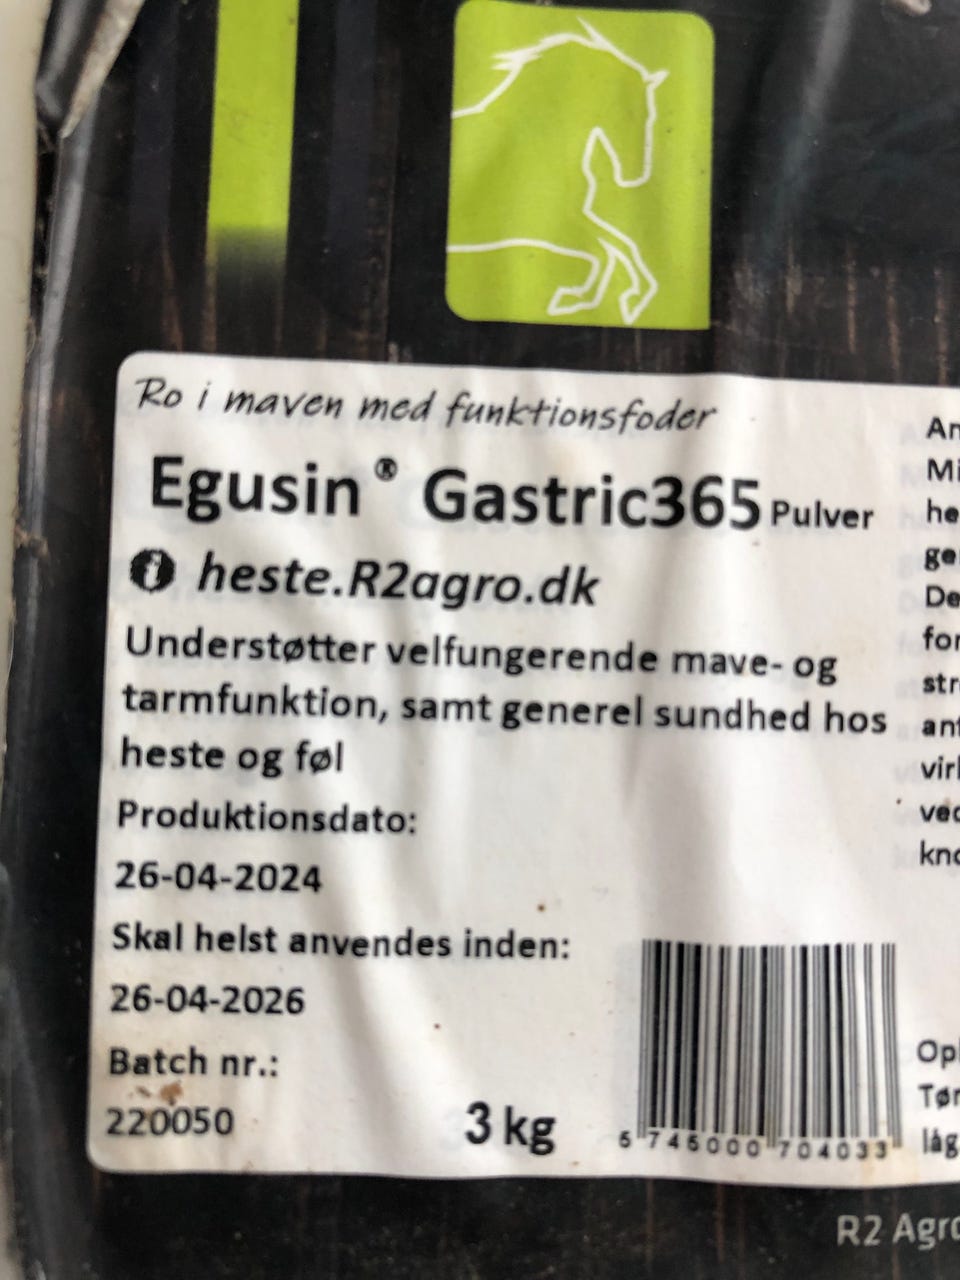 Ro i maven med funktionsfoder
Egusin® Gastric365 Pulver
heste.R2agro.dk
Understøtter velfungerende mave- og
tarmfunktion, samt generel sundhed hos
heste og føl
Produktionsdato:
26-04-2024
Skal helst anvendes inden:
26-04-2026
Batch nr.:
220050
3 kg
5 745000 704033
R2 Agro